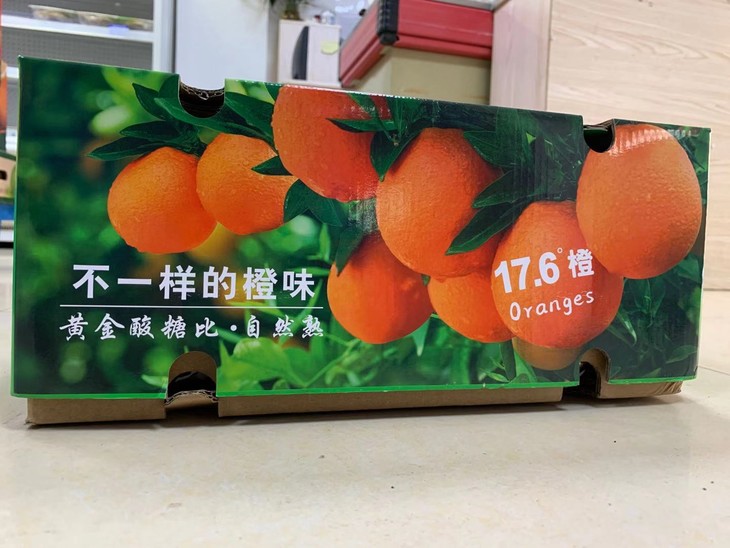 不一样的橙味
黄金酸糖比·自然熟
17.6°橙
Oranges